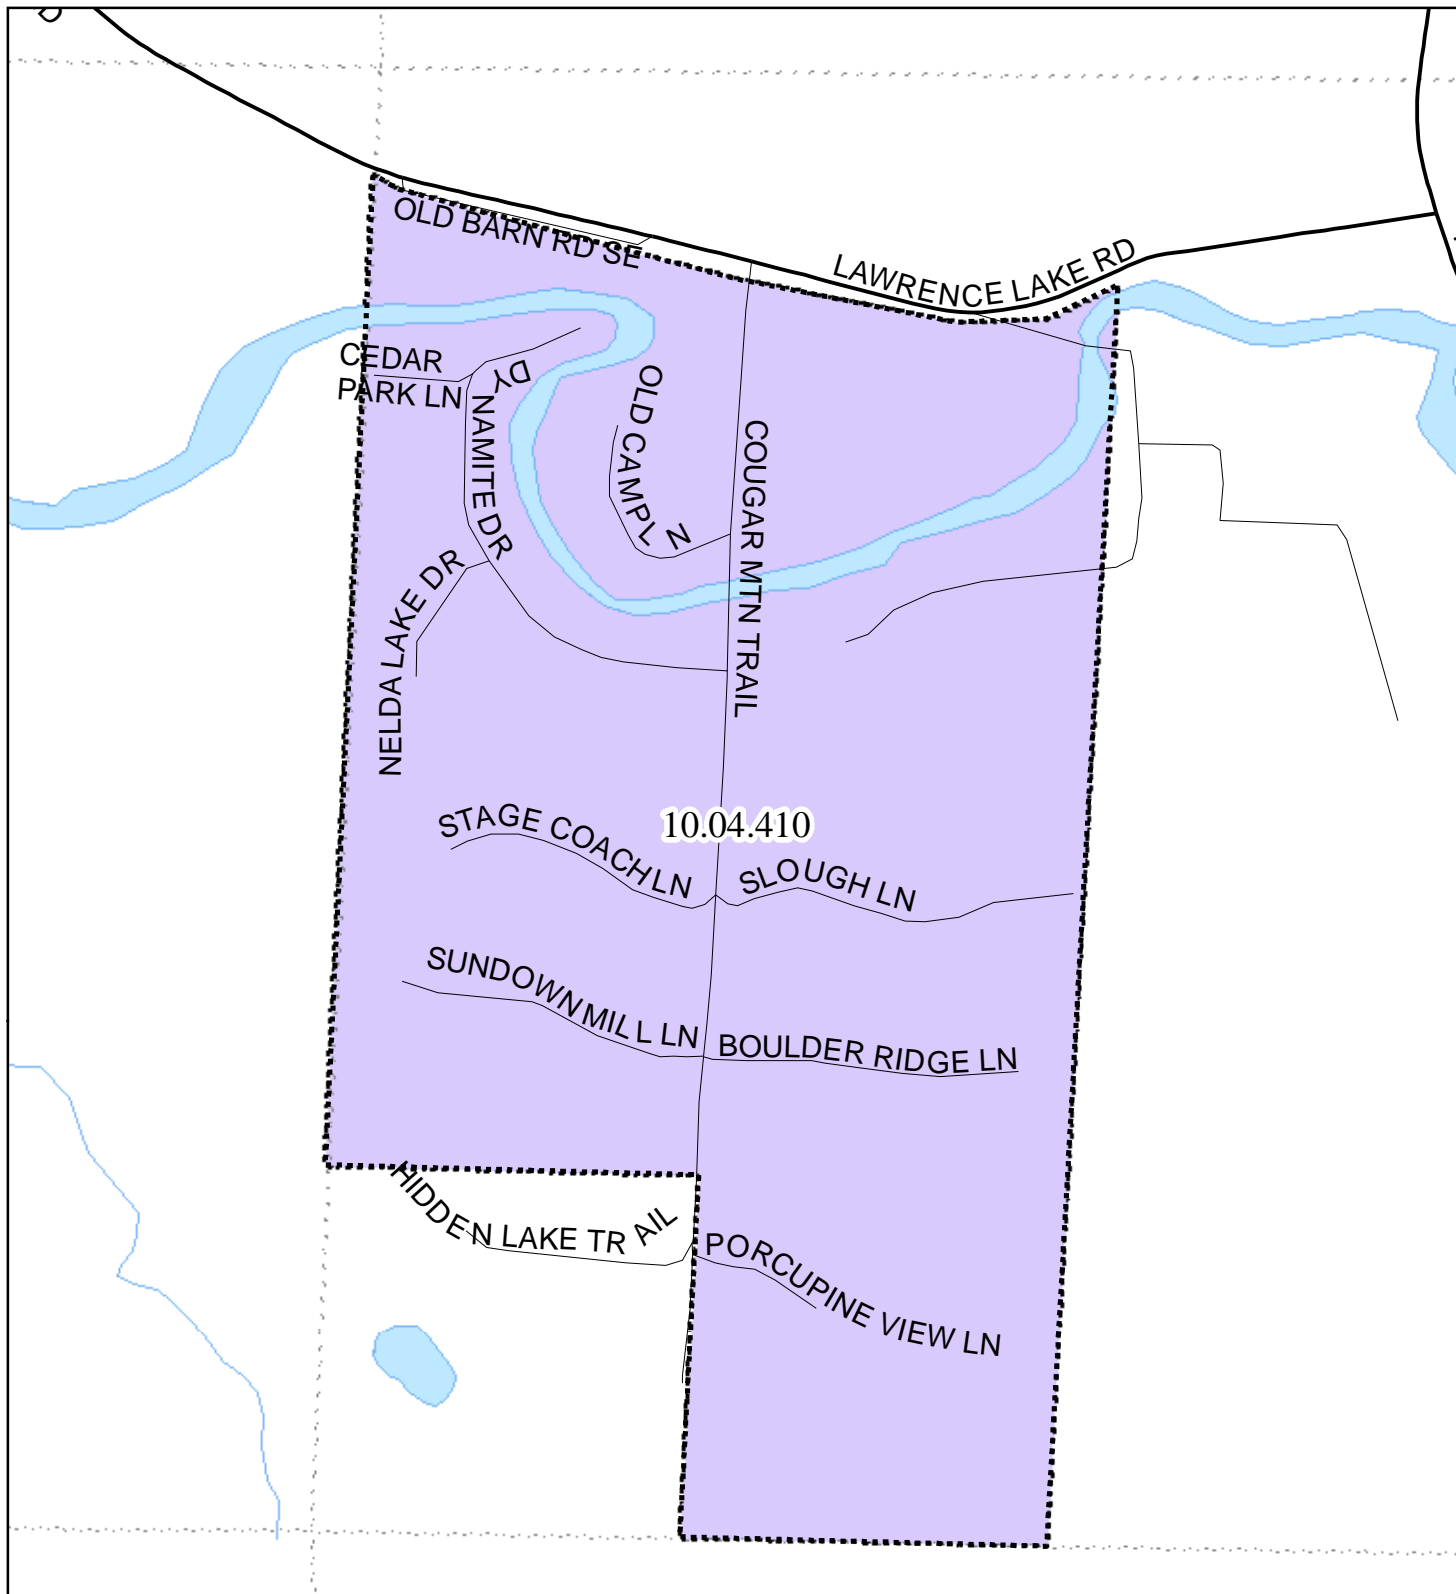 OLD BARN RD SE
LAWRENCE LAKE RD
CEDAR
PARK LN
DYNAMITE DR
OLD CAMP LN
COUGAR MTN TRAIL
NELDA LAKE DR
10.04.410
STAGE COACH LN
SLOUGH LN
SUNDOWN MILL LN
BOULDER RIDGE LN
HIDDEN LAKE TRAIL
PORCUPINE VIEW LN